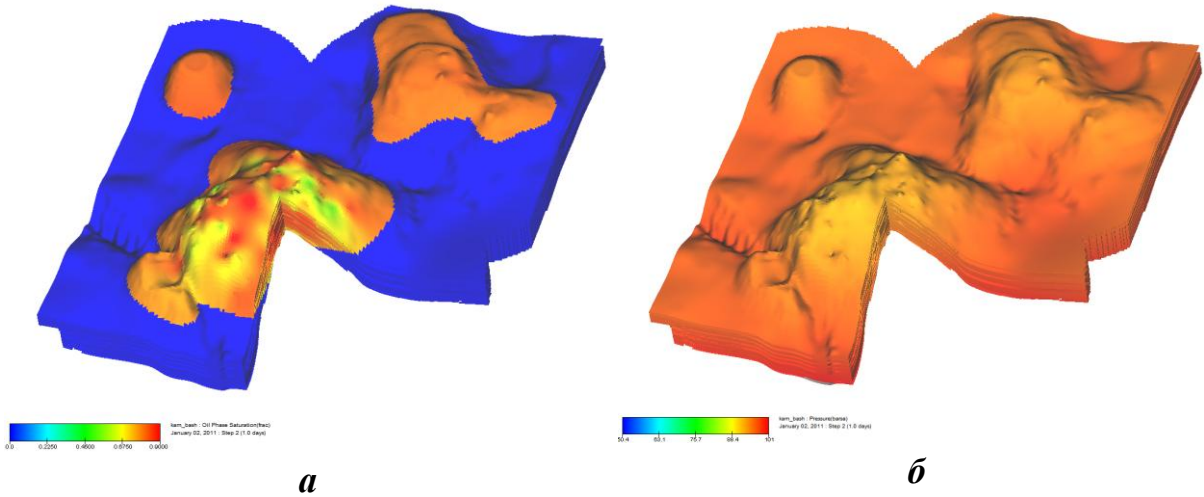 kam_bash : Oil Phase Saturation(frac)
January 02, 2011 : Step 2 (1.0 days)
0.0 0.2250 0.4500 0.6750 0.9000
kam_bash : Pressure(barsa)
January 02, 2011 : Step 2 (1.0 days)
50.4 63.1 75.7 88.4 101
а
б